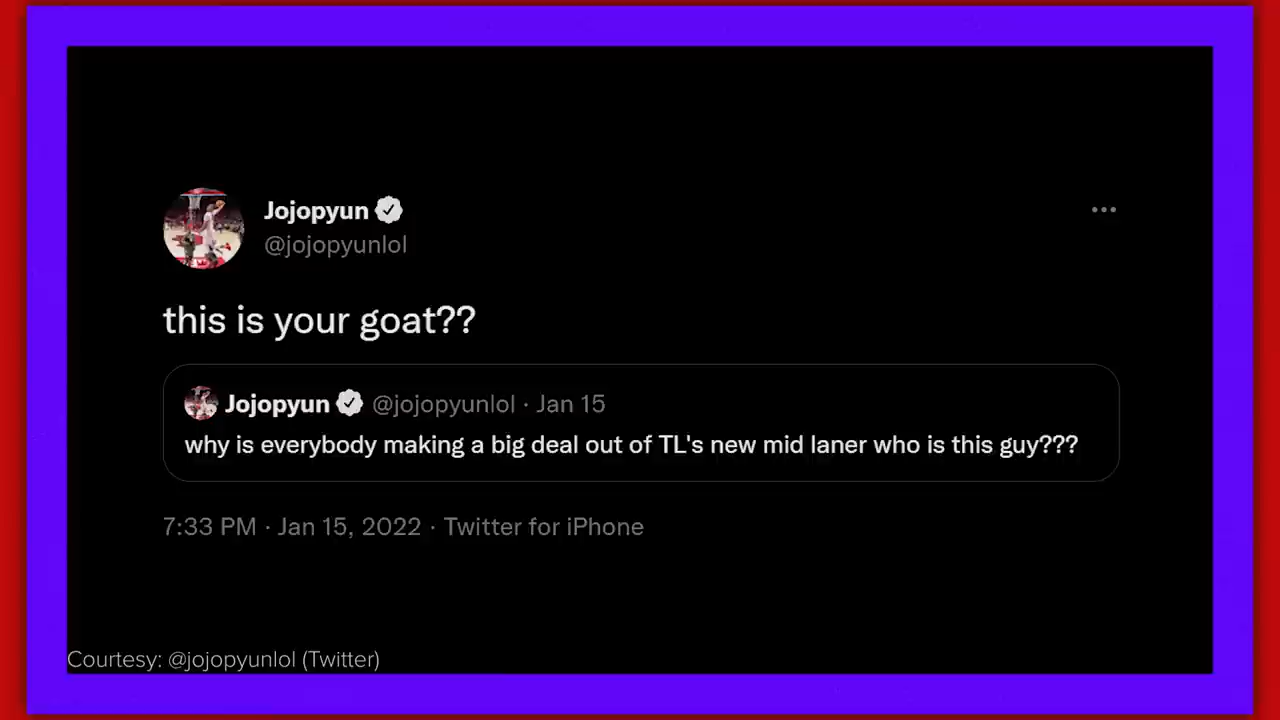 Jojopyun
@jojopyunlol
this is your goat??
Jojopyun @jojopyunlol · Jan 15
why is everybody making a big deal out of TL's new mid laner who is this guy???
7:33 PM · Jan 15, 2022 · Twitter for iPhone
Courtesy: @jojopyunlol (Twitter)